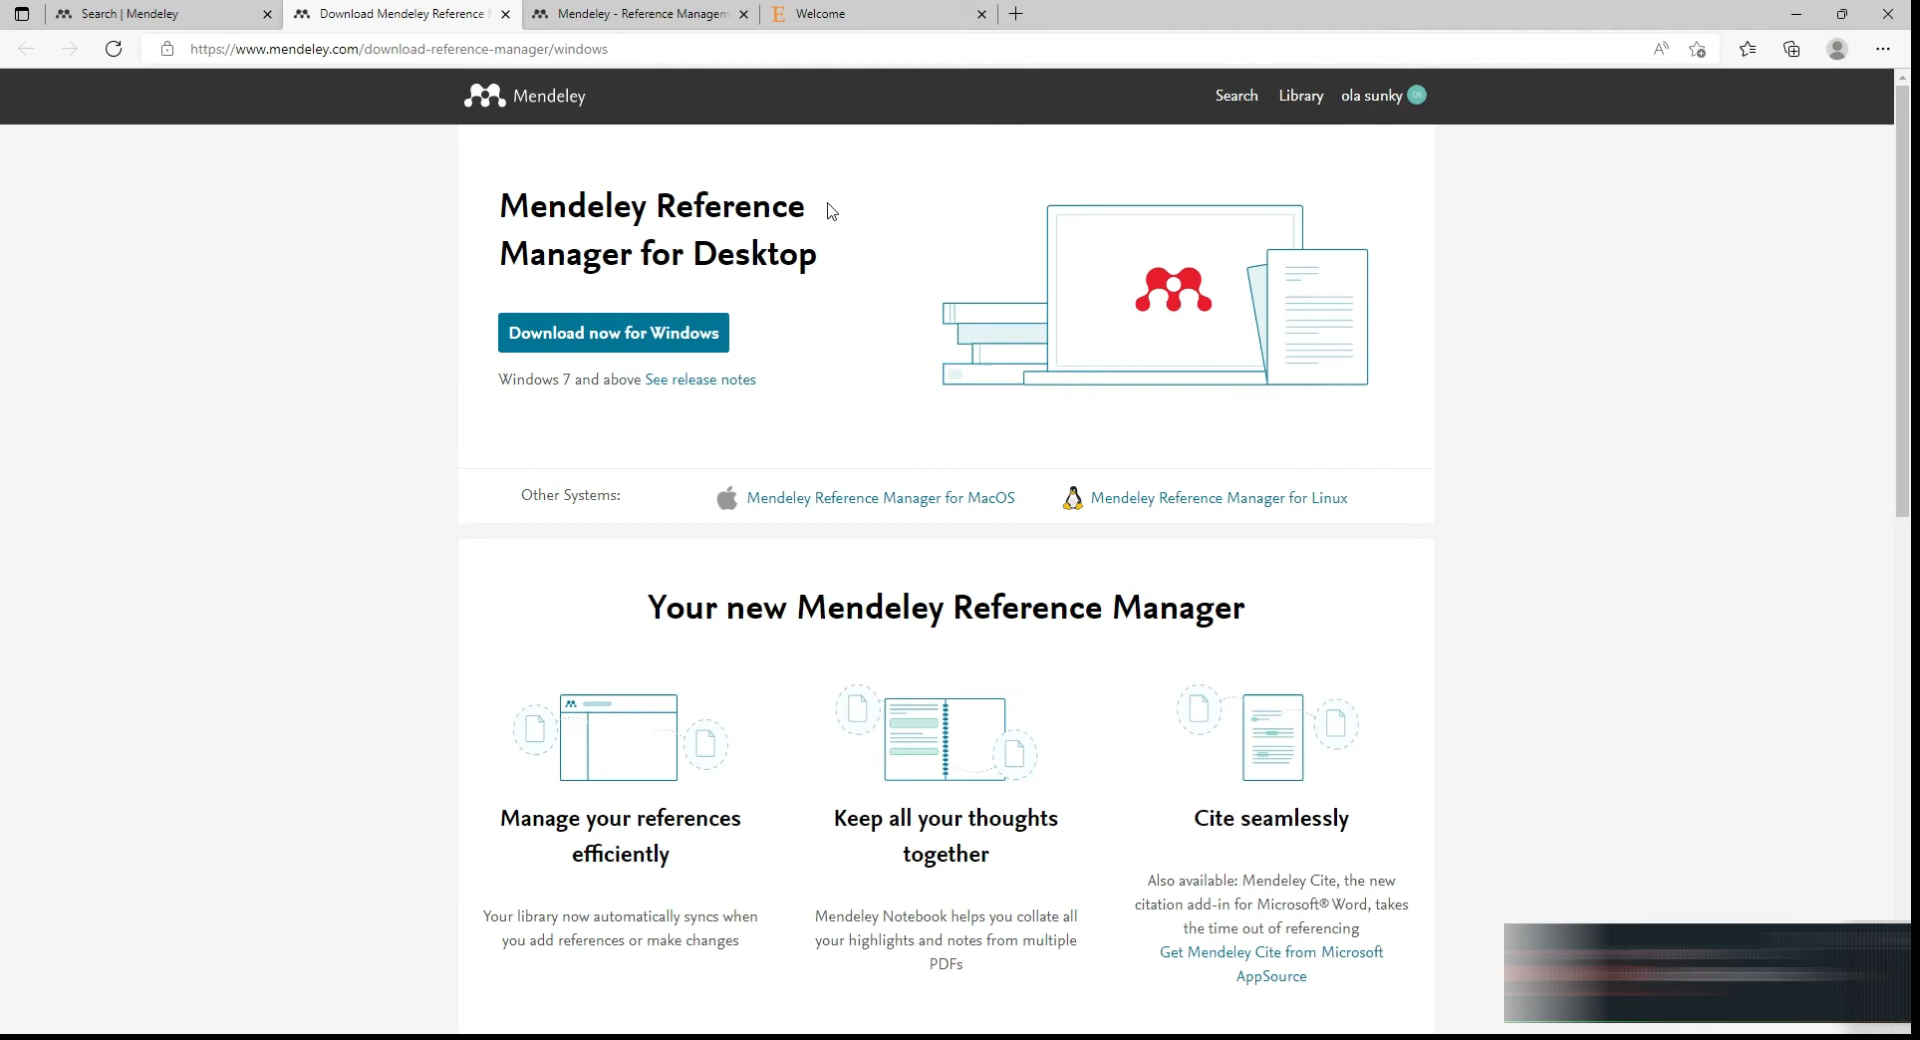 Search | Mendeley
Download Mendeley Reference
Mendeley - Reference Managem
Welcome
https://www.mendeley.com/download-reference-manager/windows
Mendeley
Search
Library
ola sunky
Mendeley Reference
Manager for Desktop
Download now for Windows
Windows 7 and above See release notes
Other Systems:
Mendeley Reference Manager for MacOS
Mendeley Reference Manager for Linux
Your new Mendeley Reference Manager
Manage your references
efficiently
Your library now automatically syncs when
you add references or make changes
Keep all your thoughts
together
Mendeley Notebook helps you collate all
your highlights and notes from multiple
PDFs
Cite seamlessly
Also available: Mendeley Cite, the new
citation add-in for Microsoft® Word, takes
the time out of referencing
Get Mendeley Cite from Microsoft
AppSource